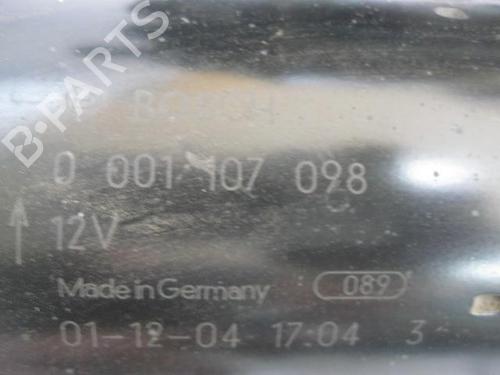 B-PARTS
BOSCH
0 001 107 098
12V
Made in Germany 089
01-12-04 17:04 3